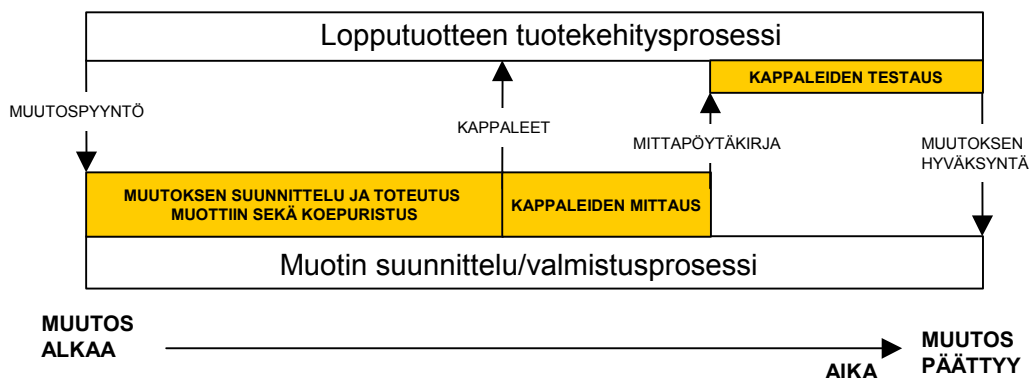 Lopputuotteen tuotekehitysprosessi
KAPPALEIDEN TESTAUS
MUUTOSPYYNTÖ
KAPPALEET
MITTAPÖYTÄKIRJA
MUUTOKSEN
HYVÄKSYNTÄ
MUUTOKSEN SUUNNITTELU JA TOTEUTUS
MUOTTIIN SEKÄ KOEPURISTUS
KAPPALEIDEN MITTAUS
Muotin suunnittelu/valmistusprosessi
MUUTOS
ALKAA
AIKA
MUUTOS
PÄÄTTYY